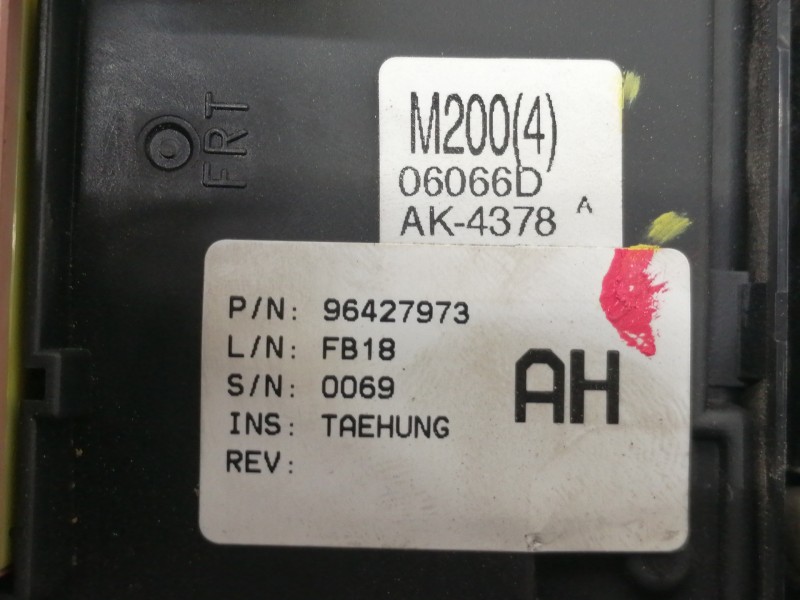 FRT
M200(4)
06066D
AK-4378 A
P/N: 96427973
L/N: FB18
S/N: 0069
INS: TAEHUNG
REV:
AH